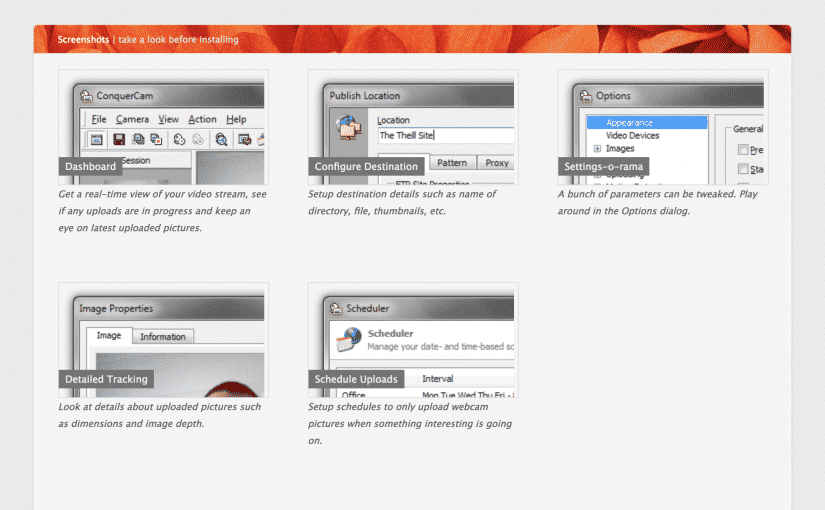 Screenshots | take a look before installing
ConquerCam
File Camera View Action Help
Session
Dashboard
Get a real-time view of your video stream, see
if any uploads are in progress and keep an
eye on latest uploaded pictures.
Publish Location
Location
The Theill Site
Pattern Proxy
Configure Destination
FTP Site Properties
Setup destination details such as name of
directory, file, thumbnails, etc.
Options
Appearance
Video Devices
Images
General
Pre
Sta
Settings-o-rama
Uploading
A bunch of parameters can be tweaked. Play
around in the Options dialog.
Image Properties
Image Information
Detailed Tracking
Look at details about uploaded pictures such
as dimensions and image depth.
Scheduler
Scheduler
Manage your date- and time-based sc
Interval
Schedule Uploads
Office Mon Tue Wed Thu Fri -
Setup schedules to only upload webcam
pictures when something interesting is going
on.